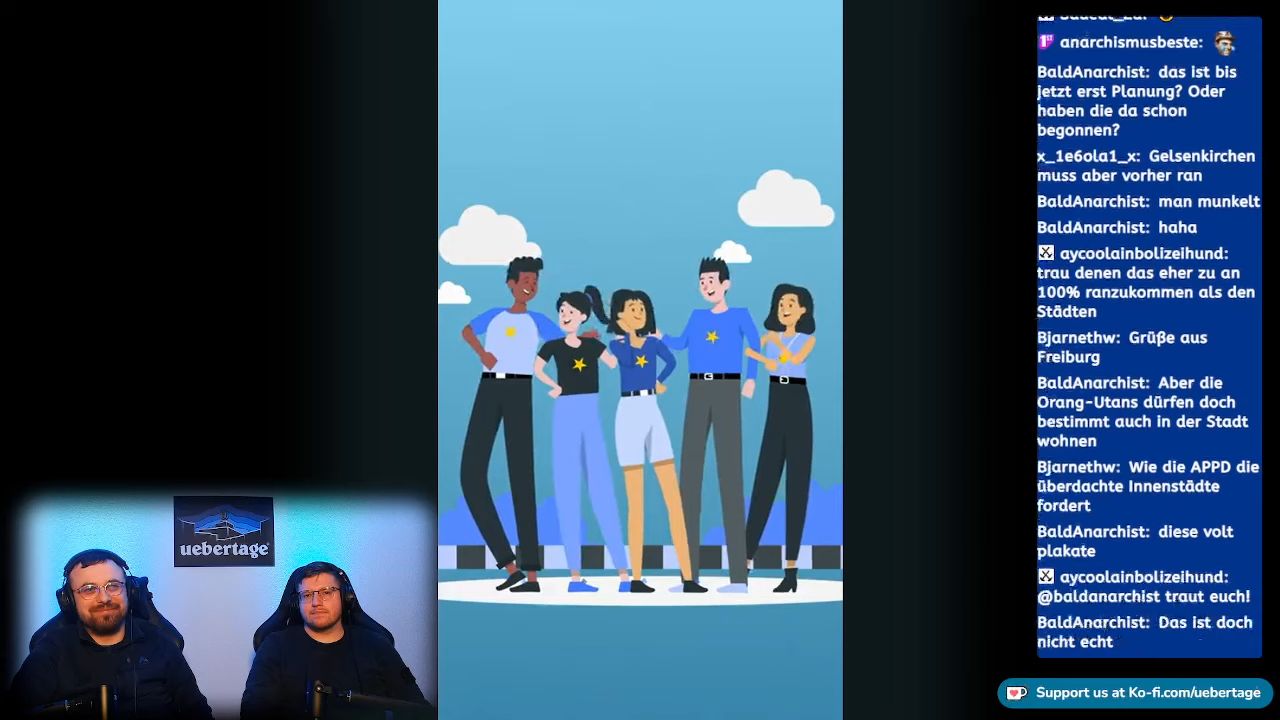 anarchismusbeste:
BaldAnarchist: das ist bis
jetzt erst Planung? Oder
haben die da schon
begonnen?
x_1e6ola1_x: Gelsenkirchen
muss aber vorher ran
BaldAnarchist: man munkelt
BaldAnarchist: haha
aycoolainbolizeihund:
trau denen das eher zu an
100% ranzukommen als den
Städten
Bjarnethw: Grüße aus
Freiburg
BaldAnarchist: Aber die
Orang-Utans dürfen doch
bestimmt auch in der Stadt
wohnen
Bjarnethw: Wie die APPD die
überdachte Innenstädte
fordert
BaldAnarchist: diese volt
plakate
aycoolainbolizeihund:
@baldanarchist traut euch!
BaldAnarchist: Das ist doch
nicht echt
uebertage
Support us at Ko-fi.com/uebertage